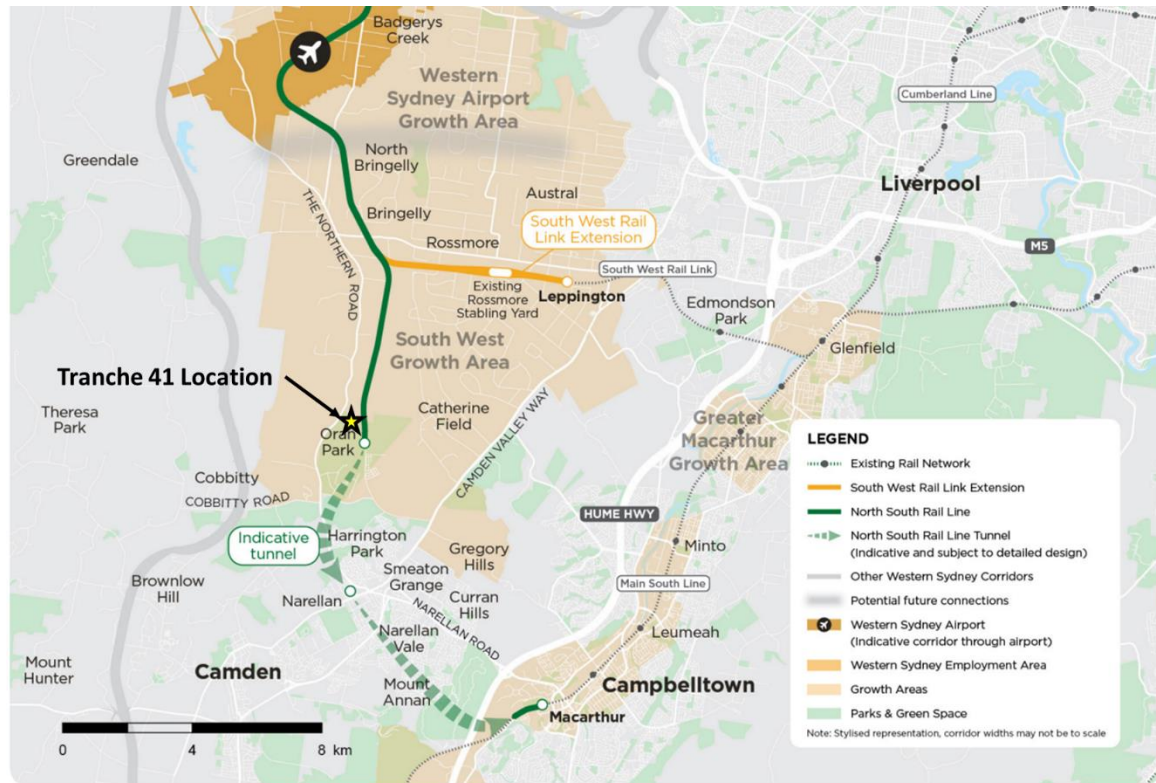 Badgerys
Creek
Western
Sydney Airport
Growth Area
Cumberland Line
Greendale
North
Bringelly
Liverpool
Austral
THE NORTHERN ROAD
Bringelly
South West Rail
Link Extension
M5
Rossmore
South West Rail Link
Existing
Rossmore
Stabling Yard
Leppington
Edmondson
Park
South West
Growth Area
Glenfield
Tranche 41 Location
Theresa
Park
Catherine
Field
Oran
Park
CAMDEN VALLEY WAY
Greater
Macarthur
Growth Area
Cobbitty
COBBITTY ROAD
HUME HWY
Indicative
tunnel
Harrington
Park
Gregory
Hills
Minto
Smeaton
Grange
Brownlow
Hill
Main South Line
Narellan
Curran
Hills
NARELLAN ROAD
Narellan
Vale
Leumeah
Mount
Hunter
Camden
Mount
Annan
Campbelltown
Macarthur
0 4 8 km
LEGEND
Existing Rail Network
South West Rail Link Extension
North South Rail Line
North South Rail Line Tunnel
(Indicative and subject to detailed design)
Other Western Sydney Corridors
Potential future connections
Western Sydney Airport
(Indicative corridor through airport)
Western Sydney Employment Area
Growth Areas
Parks & Green Space
Note: Stylised representation, corridor widths may not be to scale